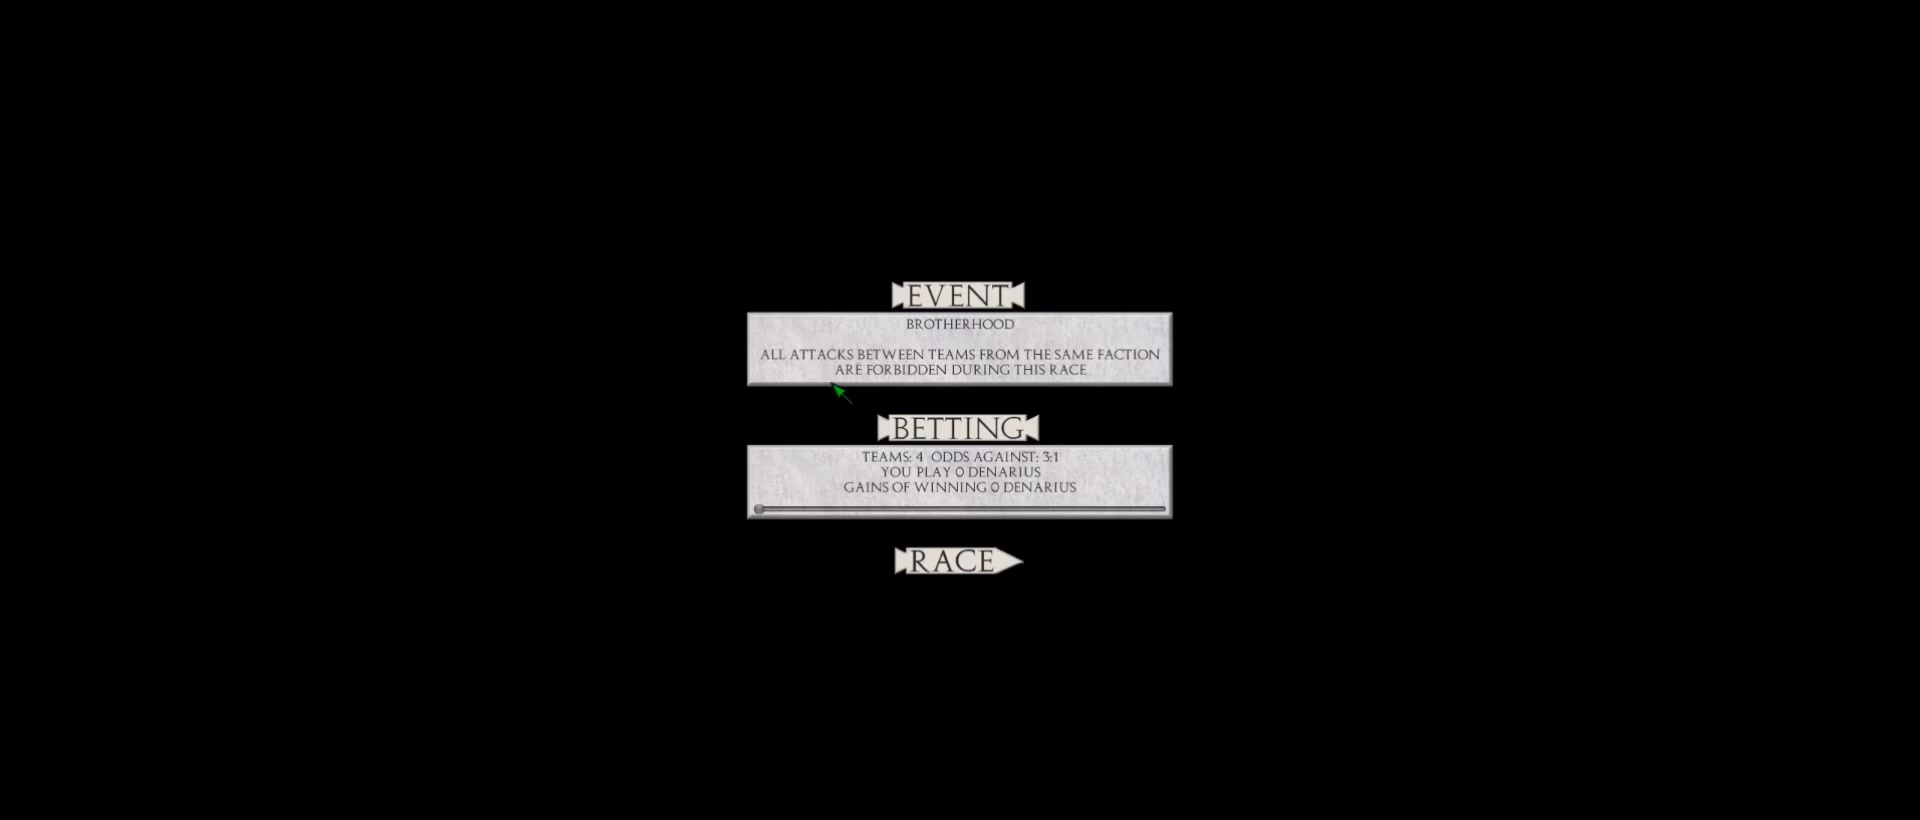 EVENT
BROTHERHOOD
ALL ATTACKS BETWEEN TEAMS FROM THE SAME FACTION
ARE FORBIDDEN DURING THIS RACE
BETTING
TEAMS: 4 ODDS AGAINST: 3:1
YOU PLAY 0 DENARIUS
GAINS OF WINNING 0 DENARIUS
RACE